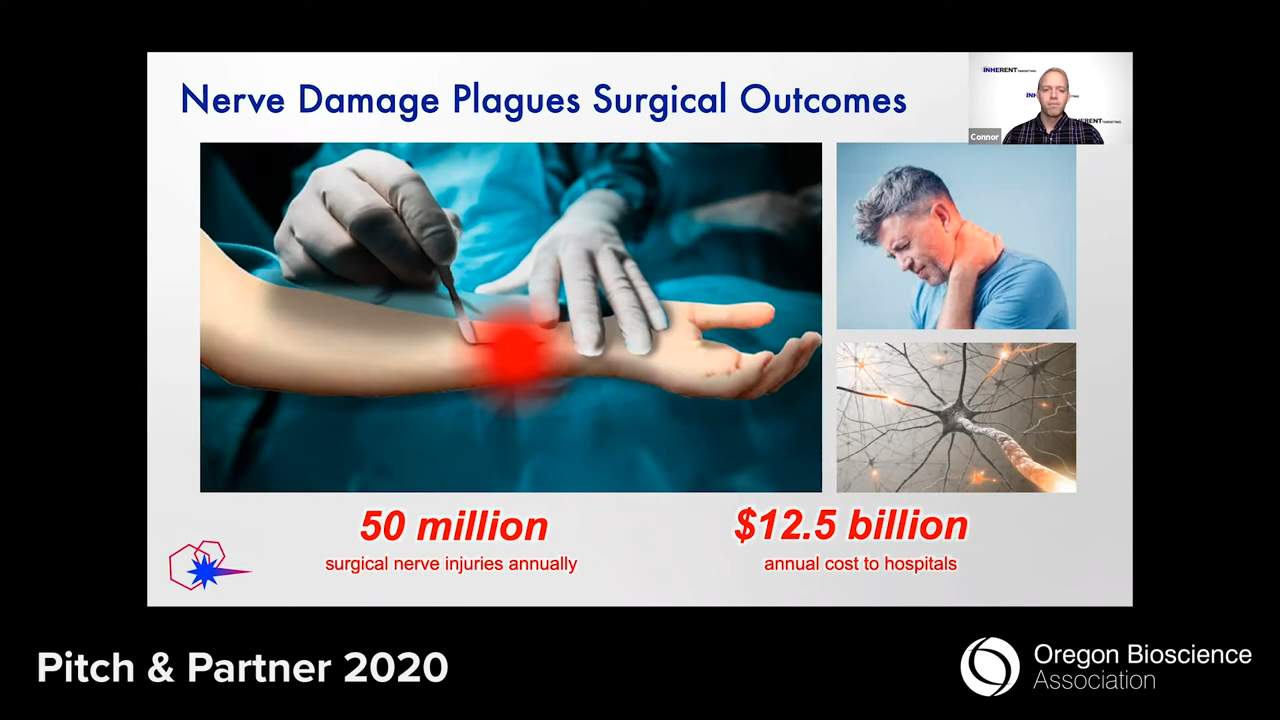 Nerve Damage Plagues Surgical Outcomes
INHERENT TARGETING
Connor
50 million
surgical nerve injuries annually
$12.5 billion
annual cost to hospitals
Pitch & Partner 2020
Oregon Bioscience
Association